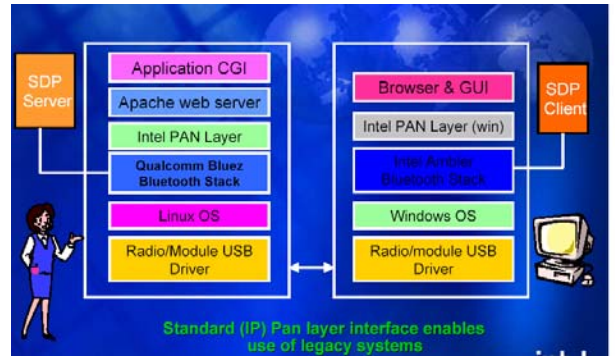 SDP
Server
Application CGI
Apache web server
Intel PAN Layer
Qualcomm Bluez
Bluetooth Stack
Linux OS
Radio/Module USB
Driver
Browser & GUI
Intel PAN Layer (win)
Intel Ambler
Bluetooth Stack
Windows OS
Radio/module USB
Driver
SDP
Client
Standard (IP) Pan layer interface enables
use of legacy systems